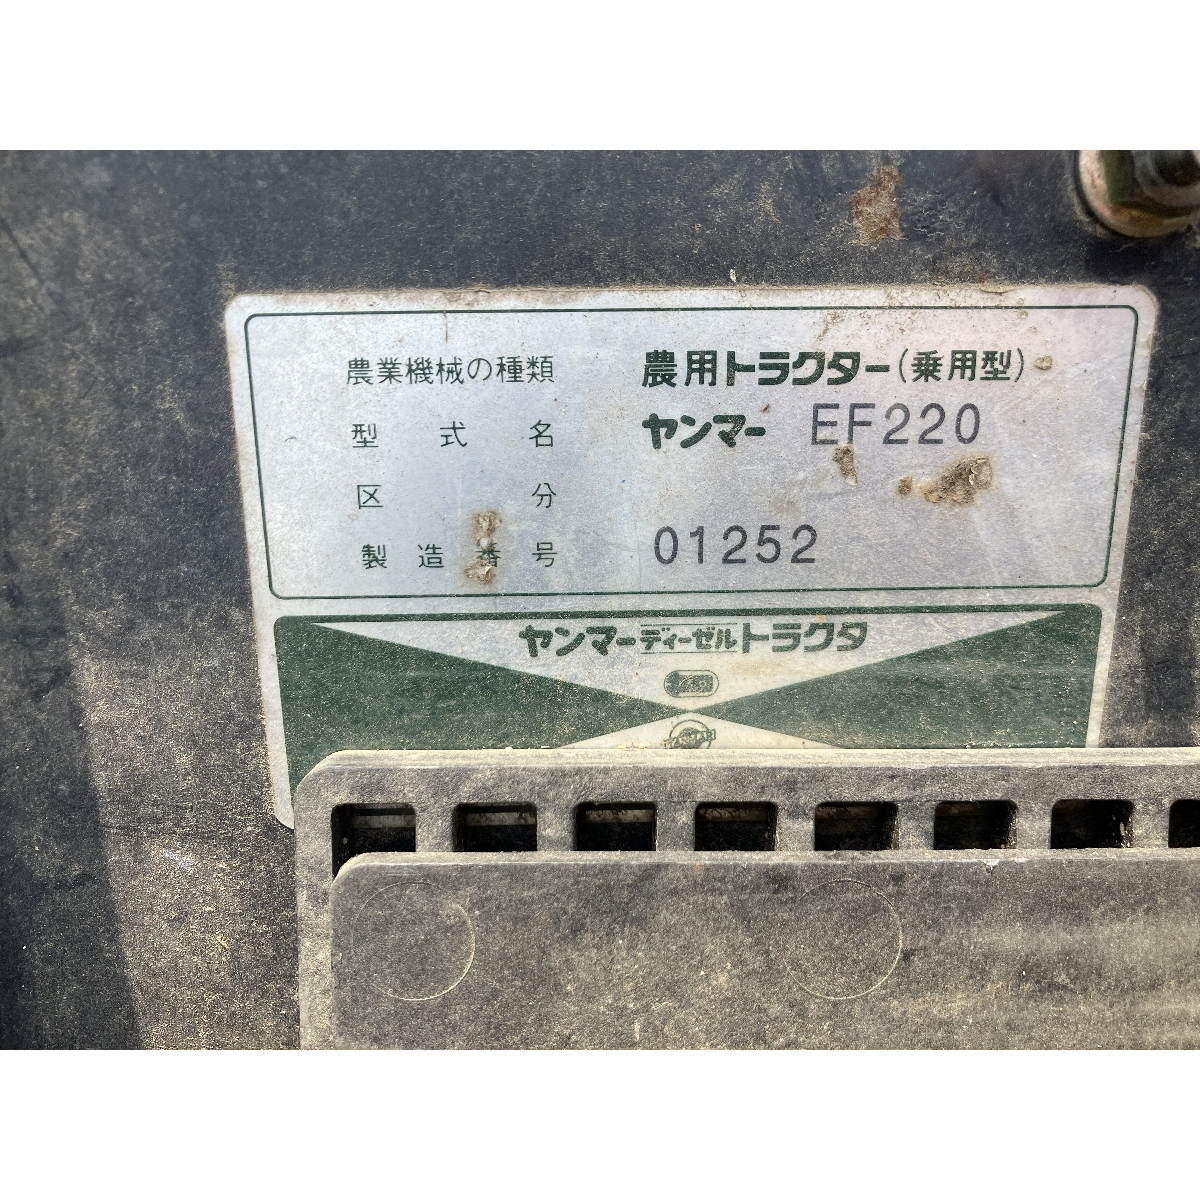 農業機械の種類 農用トラクター(乗用型)
型式名 ヤンマー EF220
区分
製造番号 01252
ヤンマーディーゼルトラクタ